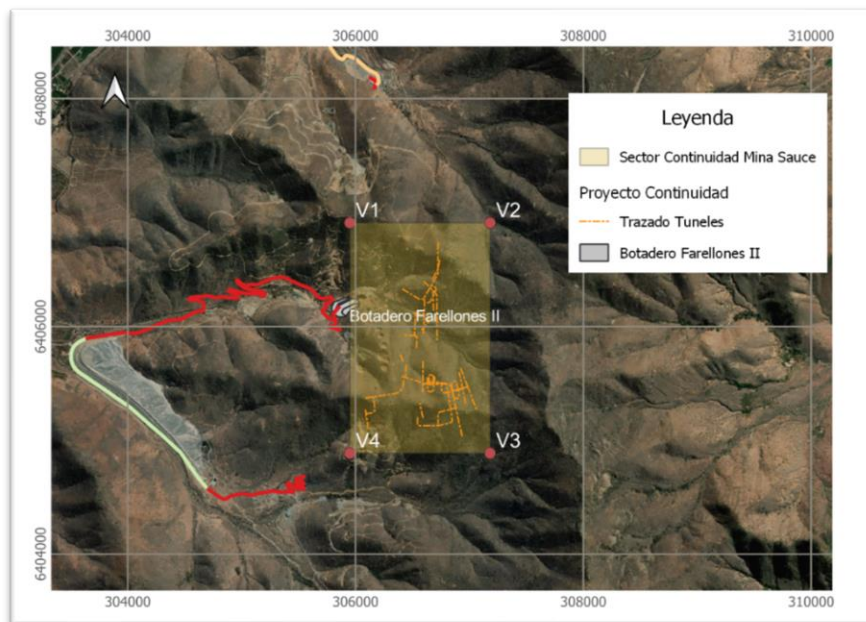 304000 306000 308000 310000
6408000
Leyenda
Sector Continuidad Mina Sauce
Proyecto Continuidad
Trazado Tuneles
Botadero Farellones II
V1 V2
Botadero Farellones II
6406000
V4 V3
6404000
304000 306000 308000 310000